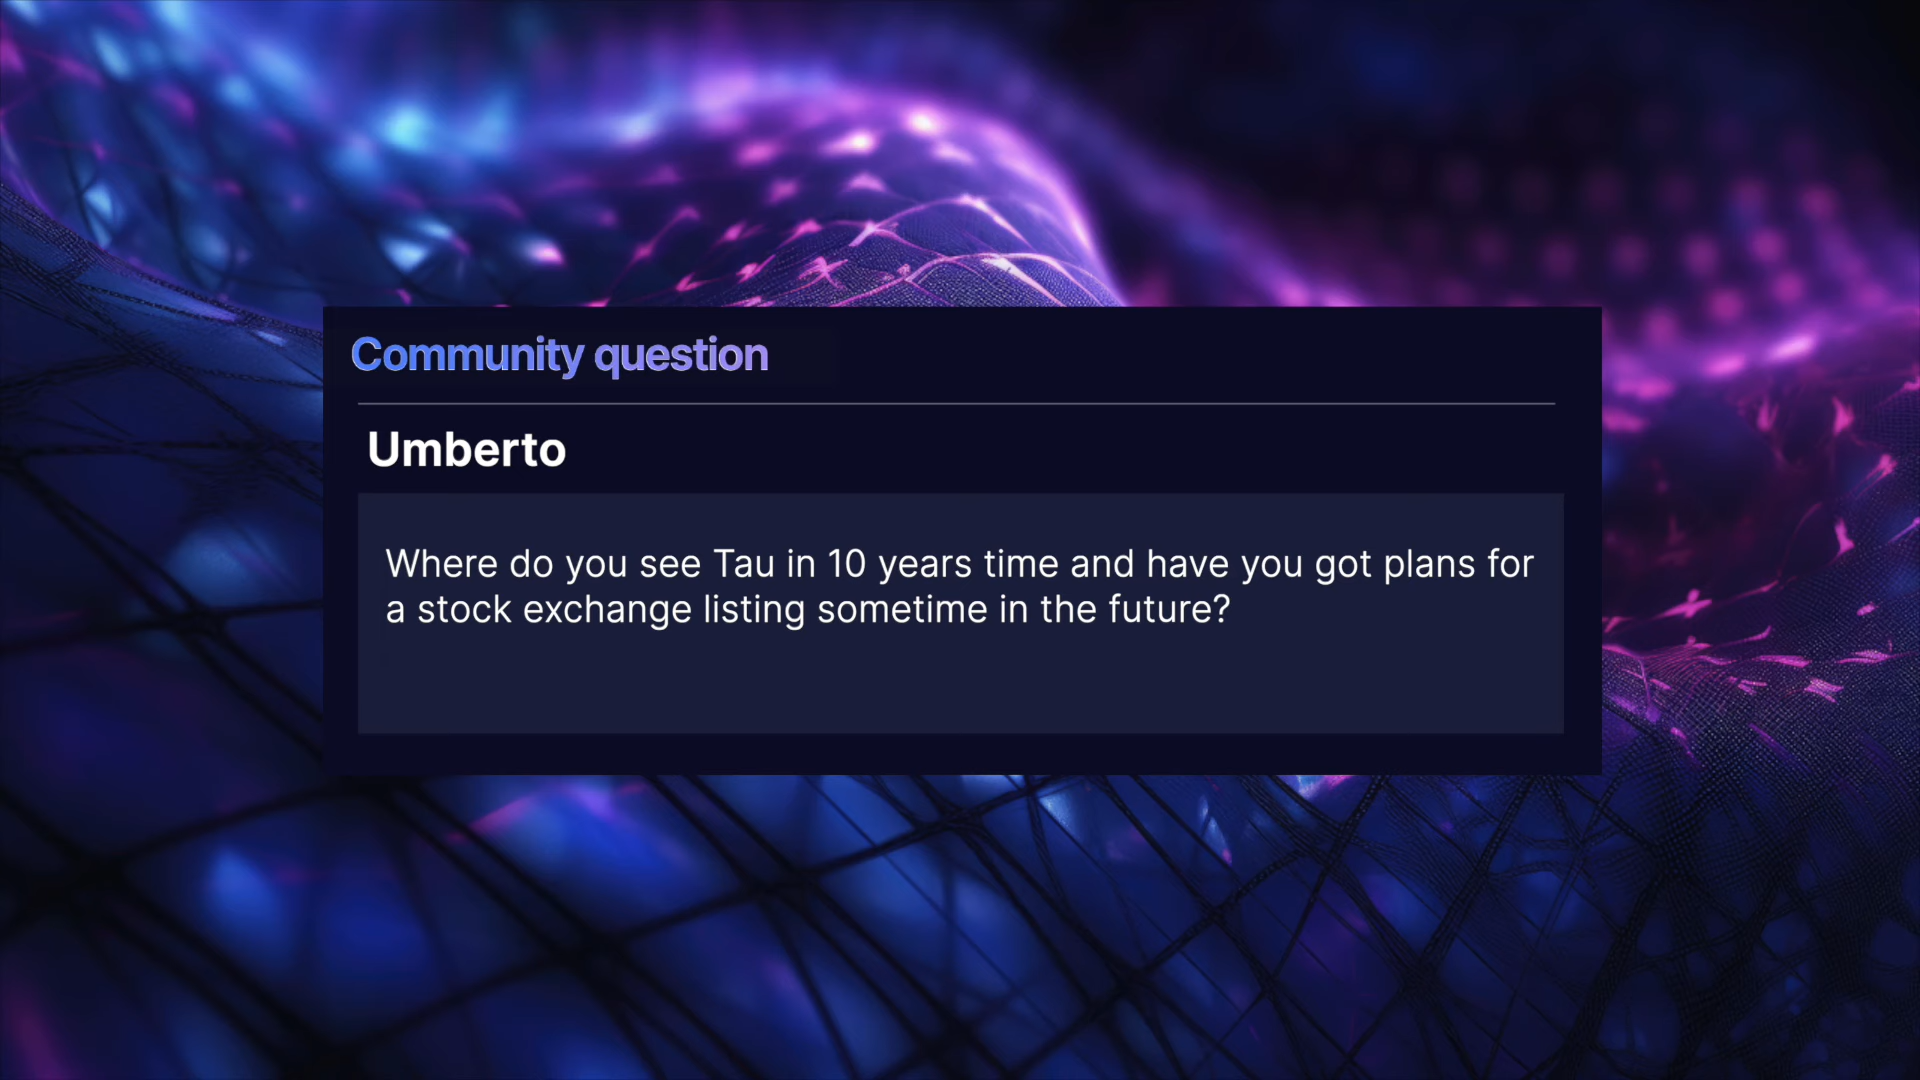 Community question
Umberto
Where do you see Tau in 10 years time and have you got plans for
a stock exchange listing sometime in the future?